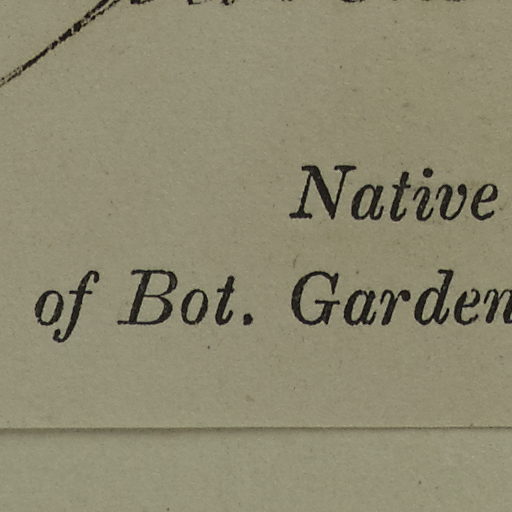 Native
of Bot. Garden